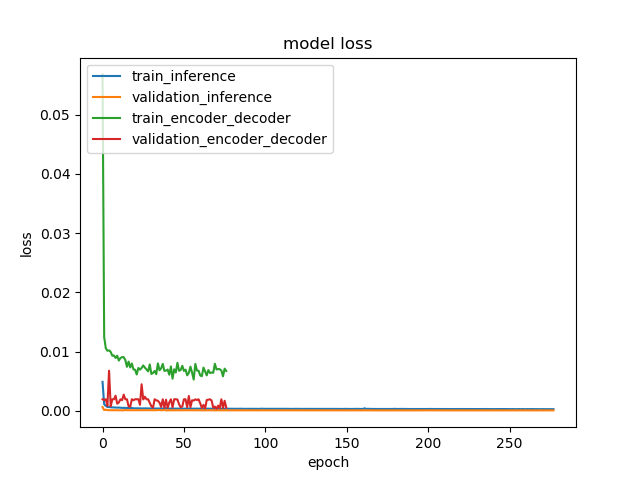 model loss
train_inference
validation_inference
train_encoder_decoder
validation_encoder_decoder
0.05
0.04
0.03
0.02
0.01
0.00
loss
0 50 100 150 200 250
epoch